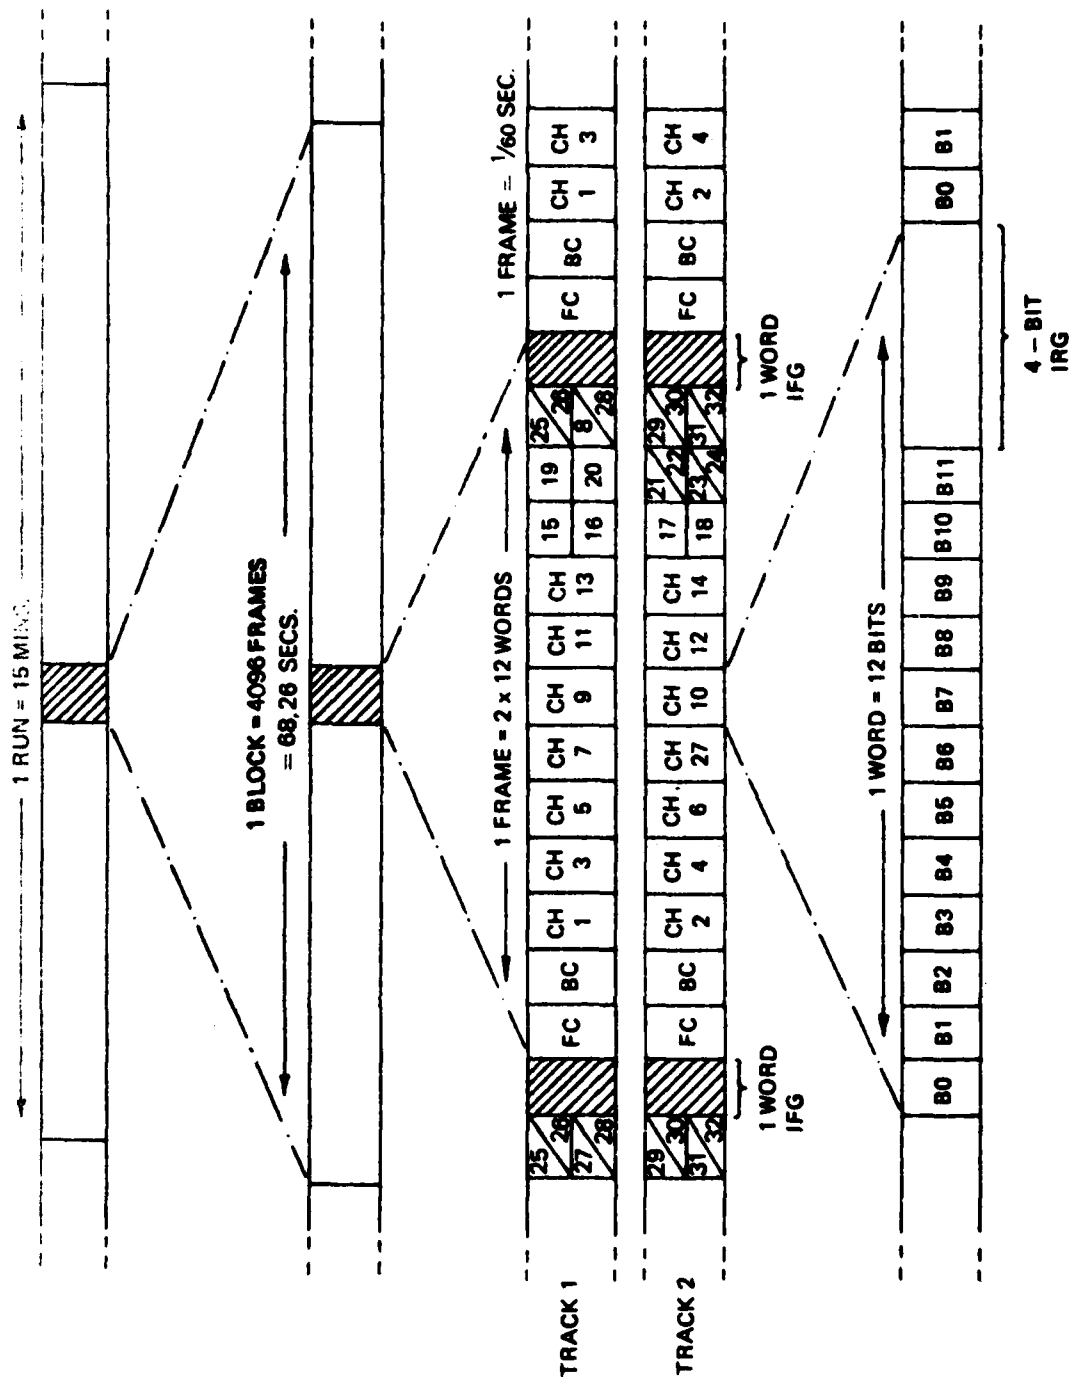 1 RUN = 15 MINS.
1 BLOCK = 4096 FRAMES
= 68,26 SECS.
1 FRAME = 2 x 12 WORDS
1 FRAME = 1/60 SEC.
TRACK 1
25 26 27 28
FC BC CH 1 CH 3 CH 5 CH 7 CH 9 CH 11 CH 13 15 16 19 20 25 26 8 28 FC BC CH 1 CH 3
TRACK 2
29 30 31 32
FC BC CH 2 CH 4 CH 6 CH 27 CH 10 CH 12 CH 14 17 18 21 22 23 24 29 30 31 32 FC BC CH 2 CH 4
1 WORD
IFG
1 WORD
IFG
1 WORD = 12 BITS
B0 B1 B2 B3 B4 B5 B6 B7 B8 B9 B10 B11 B0 B1
4-BIT
IRG